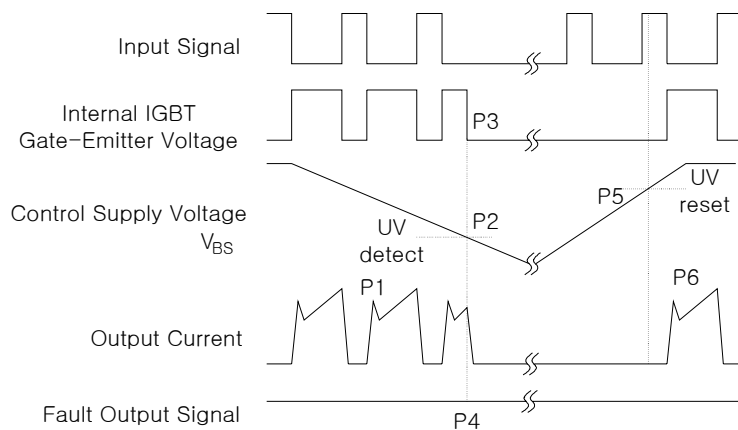 Input Signal
Internal IGBT
Gate-Emitter Voltage
P3
Control Supply Voltage
V_BS
UV
detect
P2
P5
UV
reset
P1
P6
Output Current
Fault Output Signal
P4